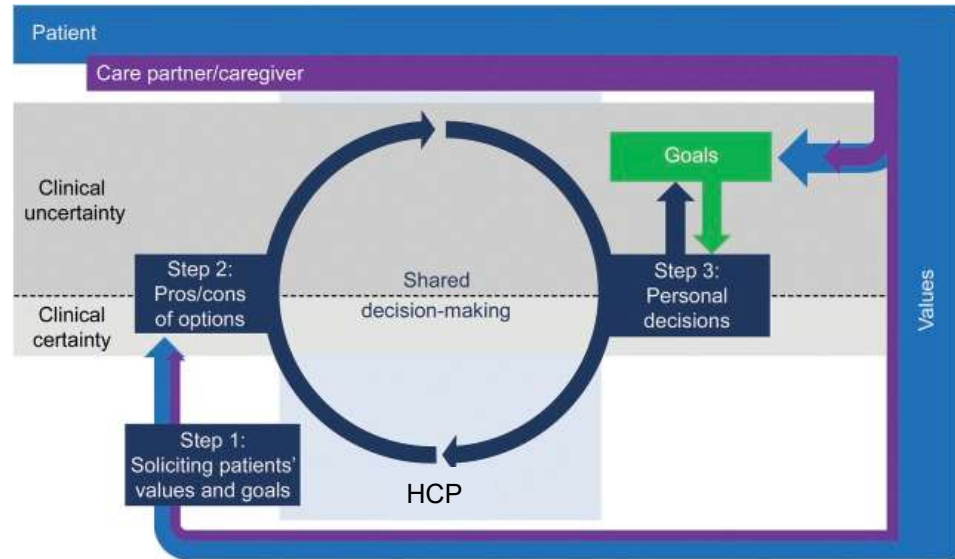 Patient
Care partner/caregiver
Goals
Clinical
uncertainty
Step 2:
Pros/cons
of options
Shared
decision-making
Step 3:
Personal
decisions
Clinical
certainty
Values
Step 1:
Soliciting patients’
values and goals
HCP